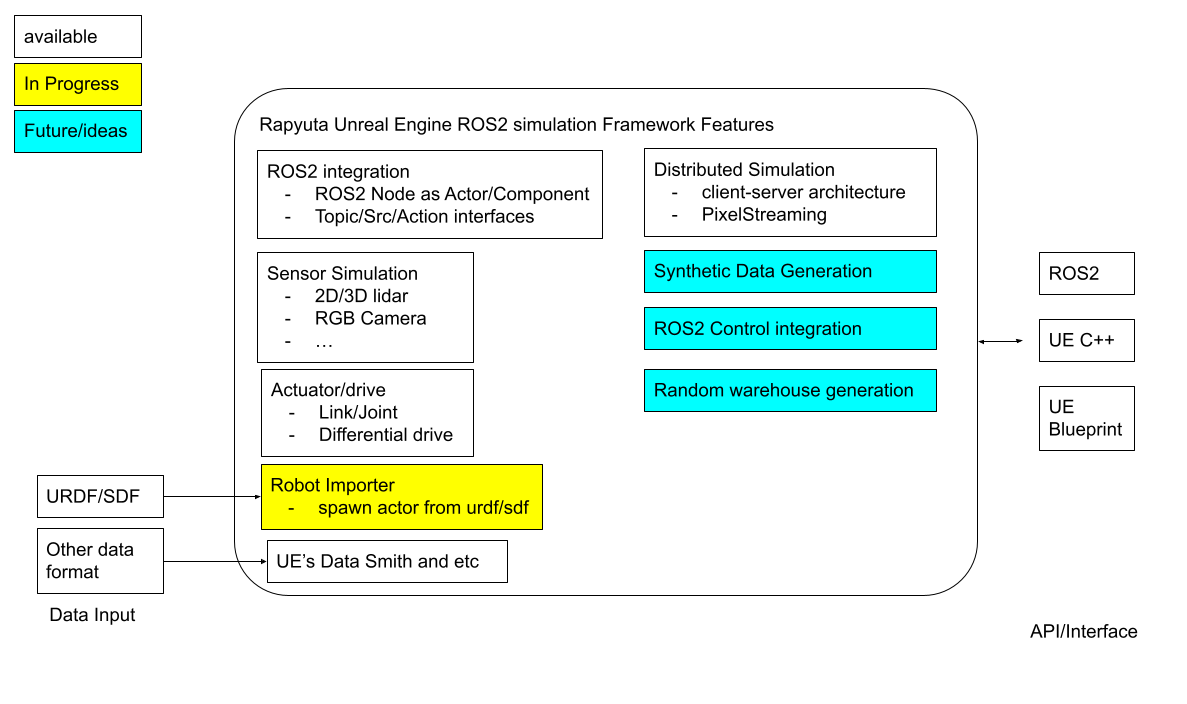 available
In Progress
Future/ideas
Rapyuta Unreal Engine ROS2 simulation Framework Features
ROS2 integration
- ROS2 Node as Actor/Component
- Topic/Src/Action interfaces
Sensor Simulation
- 2D/3D lidar
- RGB Camera
- …
Actuator/drive
- Link/Joint
- Differential drive
Robot Importer
- spawn actor from urdf/sdf
UE's Data Smith and etc
Distributed Simulation
- client-server architecture
- PixelStreaming
Synthetic Data Generation
ROS2 Control integration
Random warehouse generation
URDF/SDF
Other data
format
Data Input
ROS2
UE C++
UE
Blueprint
API/Interface